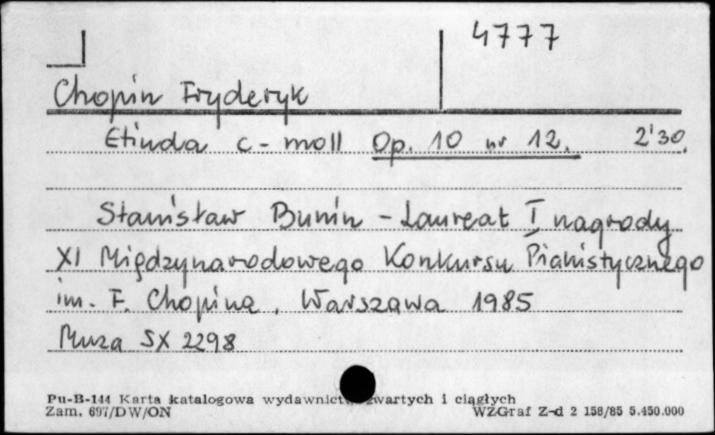 4777
Chopin Fryderyk
Etiuda c-moll Op. 10 nr 12. 2'30.
Stanisław Bunin - Laureat I nagrody
XI Międzynarodowego Konkursu Pianistycznego
im. F. Chopina, Warszawa 1985
Muza SX 2298
Pu-B-144 Karta katalogowa wydawnictw zwartych i ciągłych
Zam. 697/DW/ON WZGraf Z-d 2 158/85 5.450.000